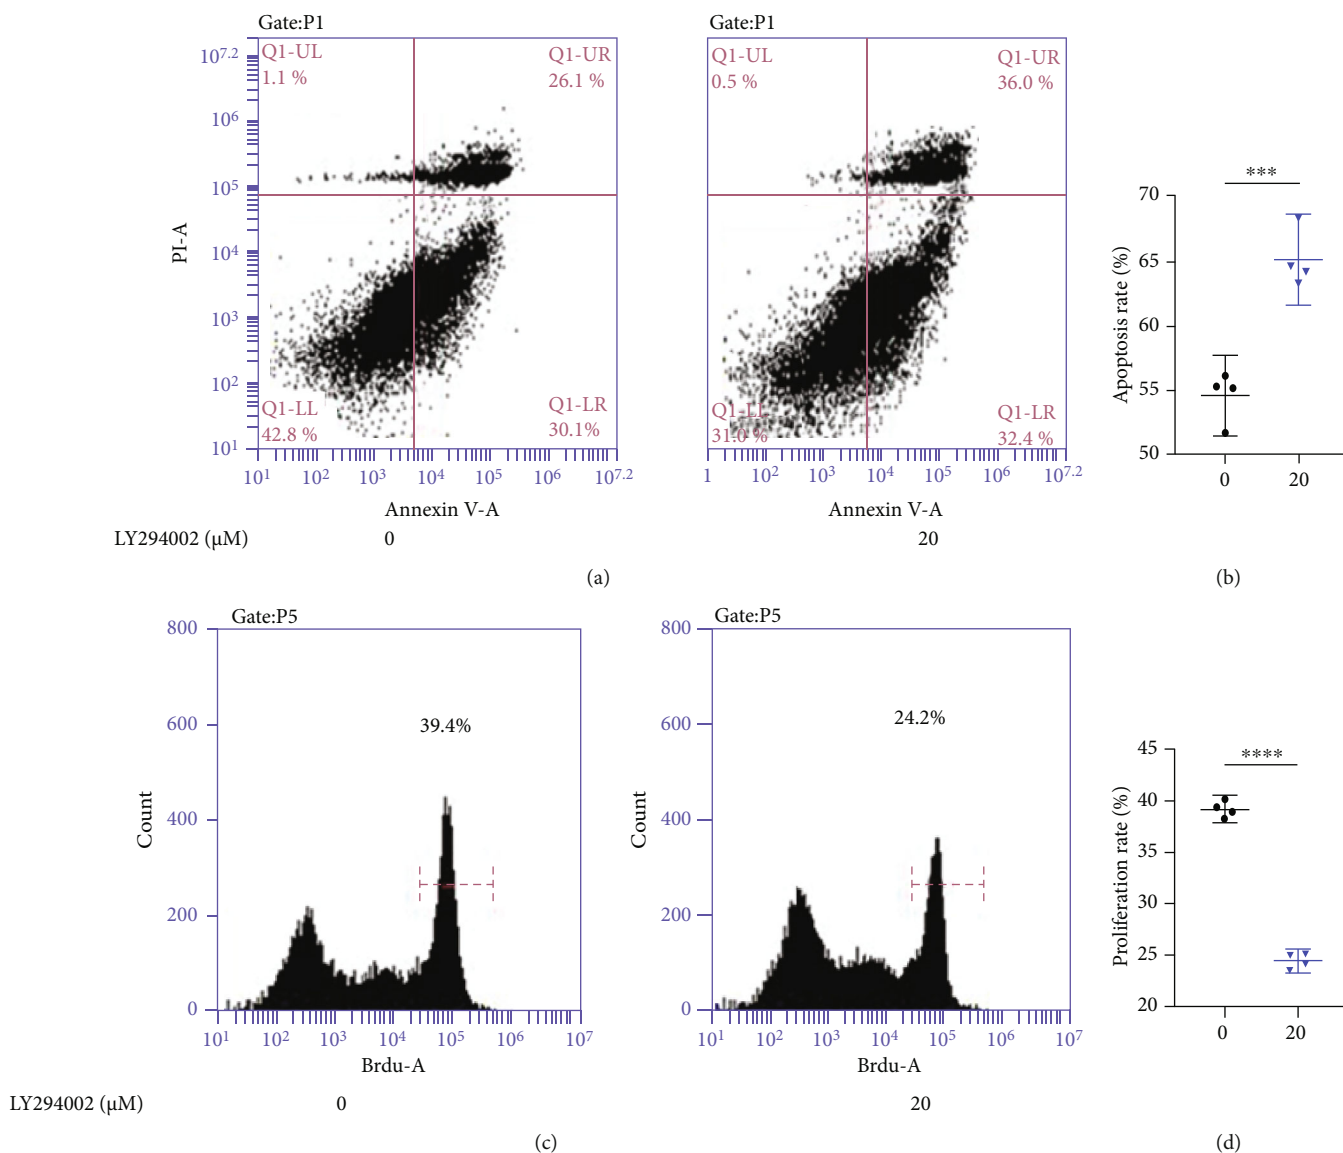 Gate:P1
Gate:P1
Q1-UL
1.1 %
Q1-UR
26.1 %
Q1-LL
42.8 %
Q1-LR
30.1%
10^7.2
10^6
10^5
10^4
10^3
10^2
10^1
PI-A
10^1 10^2 10^3 10^4 10^5 10^6 10^7.2
Annexin V-A
Q1-UL
0.5 %
Q1-UR
36.0 %
Q1-LL
31.0 %
Q1-LR
32.4 %
1 10^2 10^3 10^4 10^5 10^6 10^7.2
Annexin V-A
LY294002 (µM) 0 20
(a)
***
70
65
60
55
50
Apoptosis rate (%)
0 20
(b)
Gate:P5
800
600
400
200
0
Count
39.4%
10^1 10^2 10^3 10^4 10^5 10^6 10^7
Brdu-A
Gate:P5
800
600
400
200
0
Count
24.2%
10^1 10^2 10^3 10^4 10^5 10^6 10^7
Brdu-A
LY294002 (µM) 0 20
(c)
****
45
40
35
30
25
20
Proliferation rate (%)
0 20
(d)